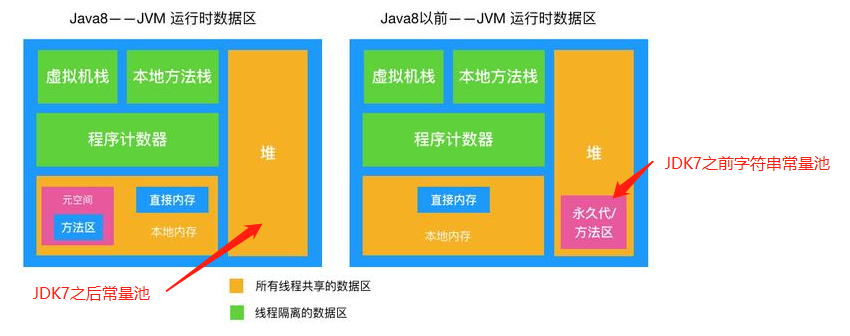 Java8——JVM 运行时数据区
虚拟机栈
本地方法栈
程序计数器
堆
元空间
方法区
直接内存
本地内存
JDK7之后常量池
Java8以前——JVM 运行时数据区
虚拟机栈
本地方法栈
程序计数器
堆
直接内存
本地内存
永久代/
方法区
JDK7之前字符串常量池
所有线程共享的数据区
线程隔离的数据区